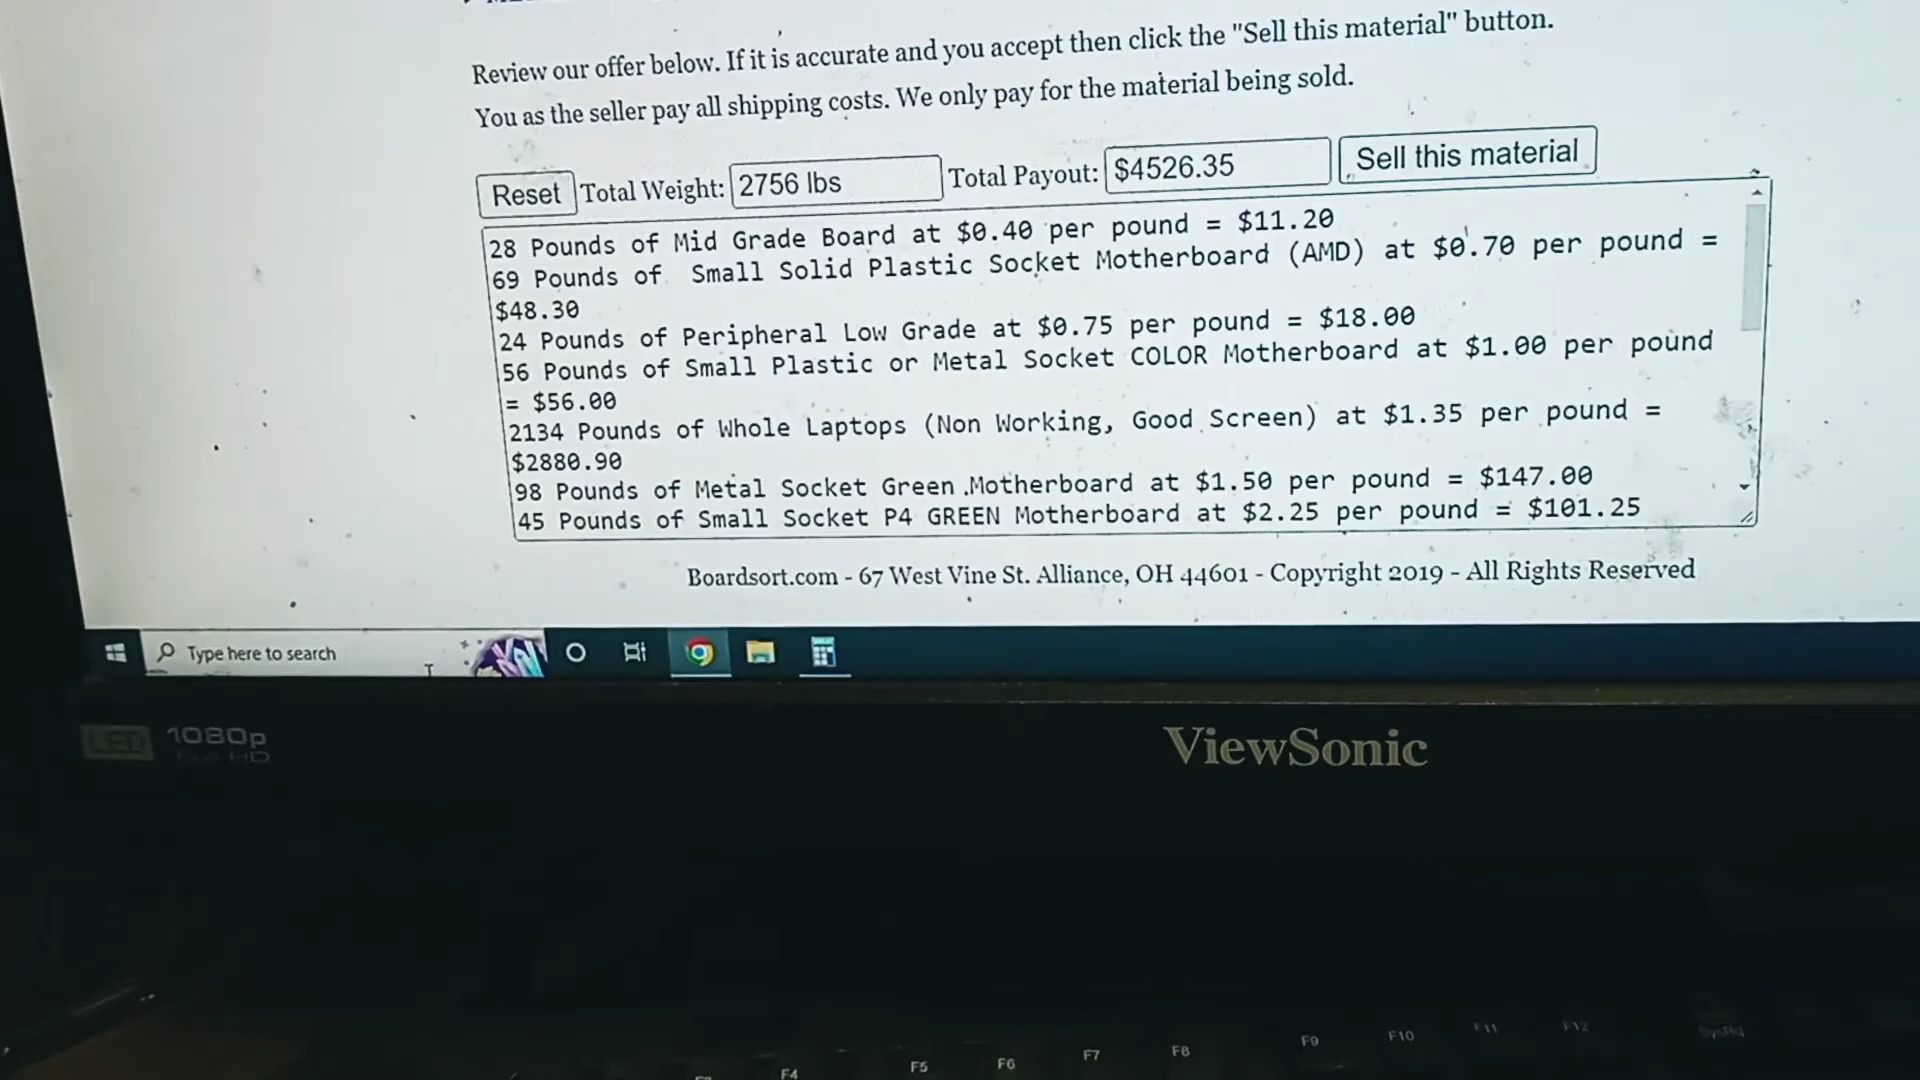 Review our offer below. If it is accurate and you accept then click the "Sell this material" button.
You as the seller pay all shipping costs. We only pay for the material being sold.
Reset Total Weight: 2756 lbs Total Payout: $4526.35 Sell this material
28 Pounds of Mid Grade Board at $0.40 per pound = $11.20
69 Pounds of  Small Solid Plastic Socket Motherboard (AMD) at $0.70 per pound =
$48.30
24 Pounds of Peripheral Low Grade at $0.75 per pound = $18.00
56 Pounds of Small Plastic or Metal Socket COLOR Motherboard at $1.00 per pound
= $56.00
2134 Pounds of Whole Laptops (Non Working, Good Screen) at $1.35 per pound =
$2880.90
98 Pounds of Metal Socket Green Motherboard at $1.50 per pound = $147.00
45 Pounds of Small Socket P4 GREEN Motherboard at $2.25 per pound = $101.25
Boardsort.com - 67 West Vine St. Alliance, OH 44601 - Copyright 2019 - All Rights Reserved
Type here to search
LED 1080p
Full HD
ViewSonic
F4 F5 F6 F7 F8 F9 F10 F11 F12 SysRq